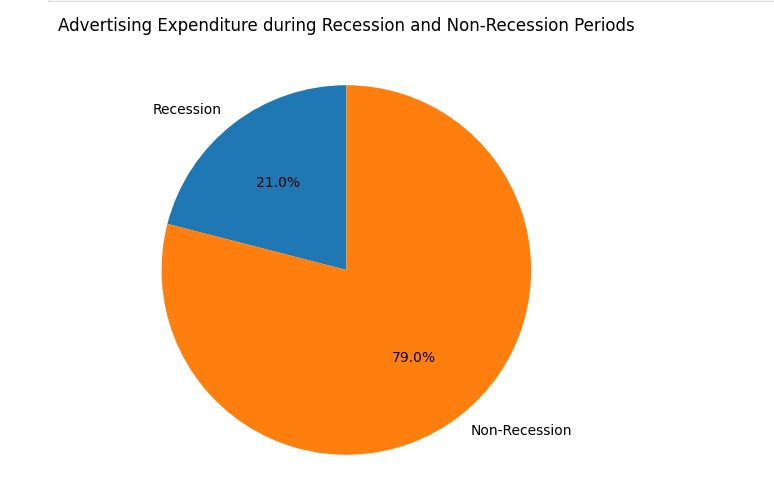 Advertising Expenditure during Recession and Non-Recession Periods
Recession
21.0%
79.0%
Non-Recession